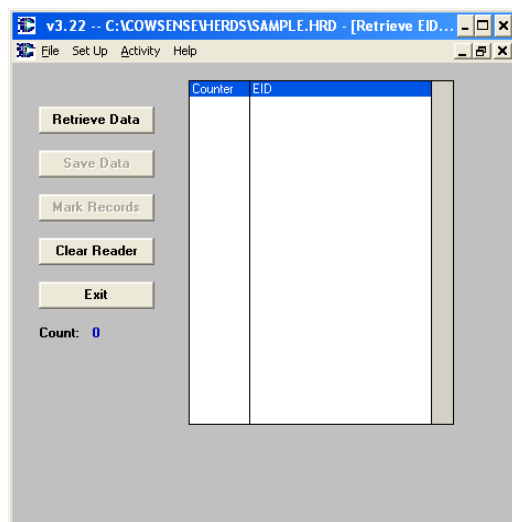 v3.22 -- C:\COWSENSE\HERDS\SAMPLE.HRD - [Retrieve EID...
File Set Up Activity Help
Counter EID
Retrieve Data
Save Data
Mark Records
Clear Reader
Exit
Count: 0